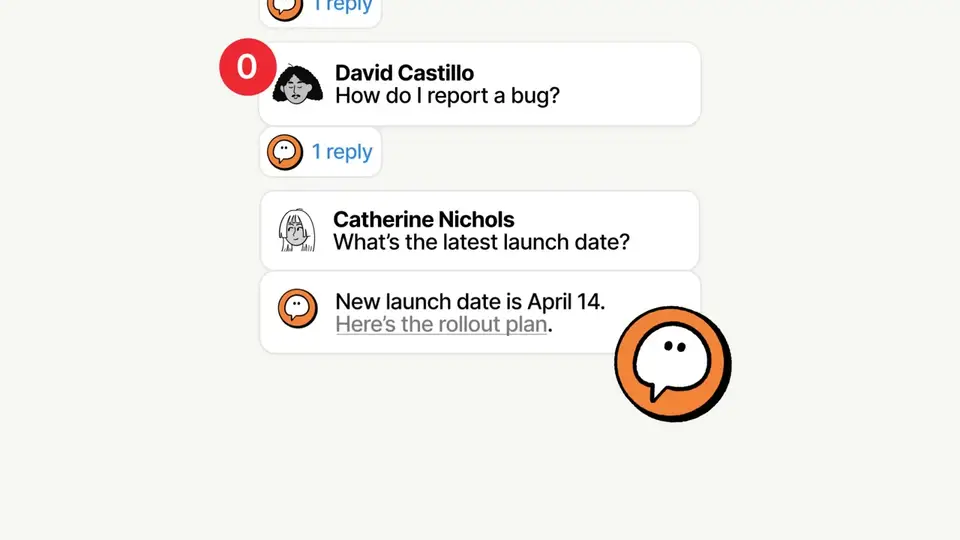 1 reply
0
David Castillo
How do I report a bug?
1 reply
Catherine Nichols
What's the latest launch date?
New launch date is April 14.
Here's the rollout plan.